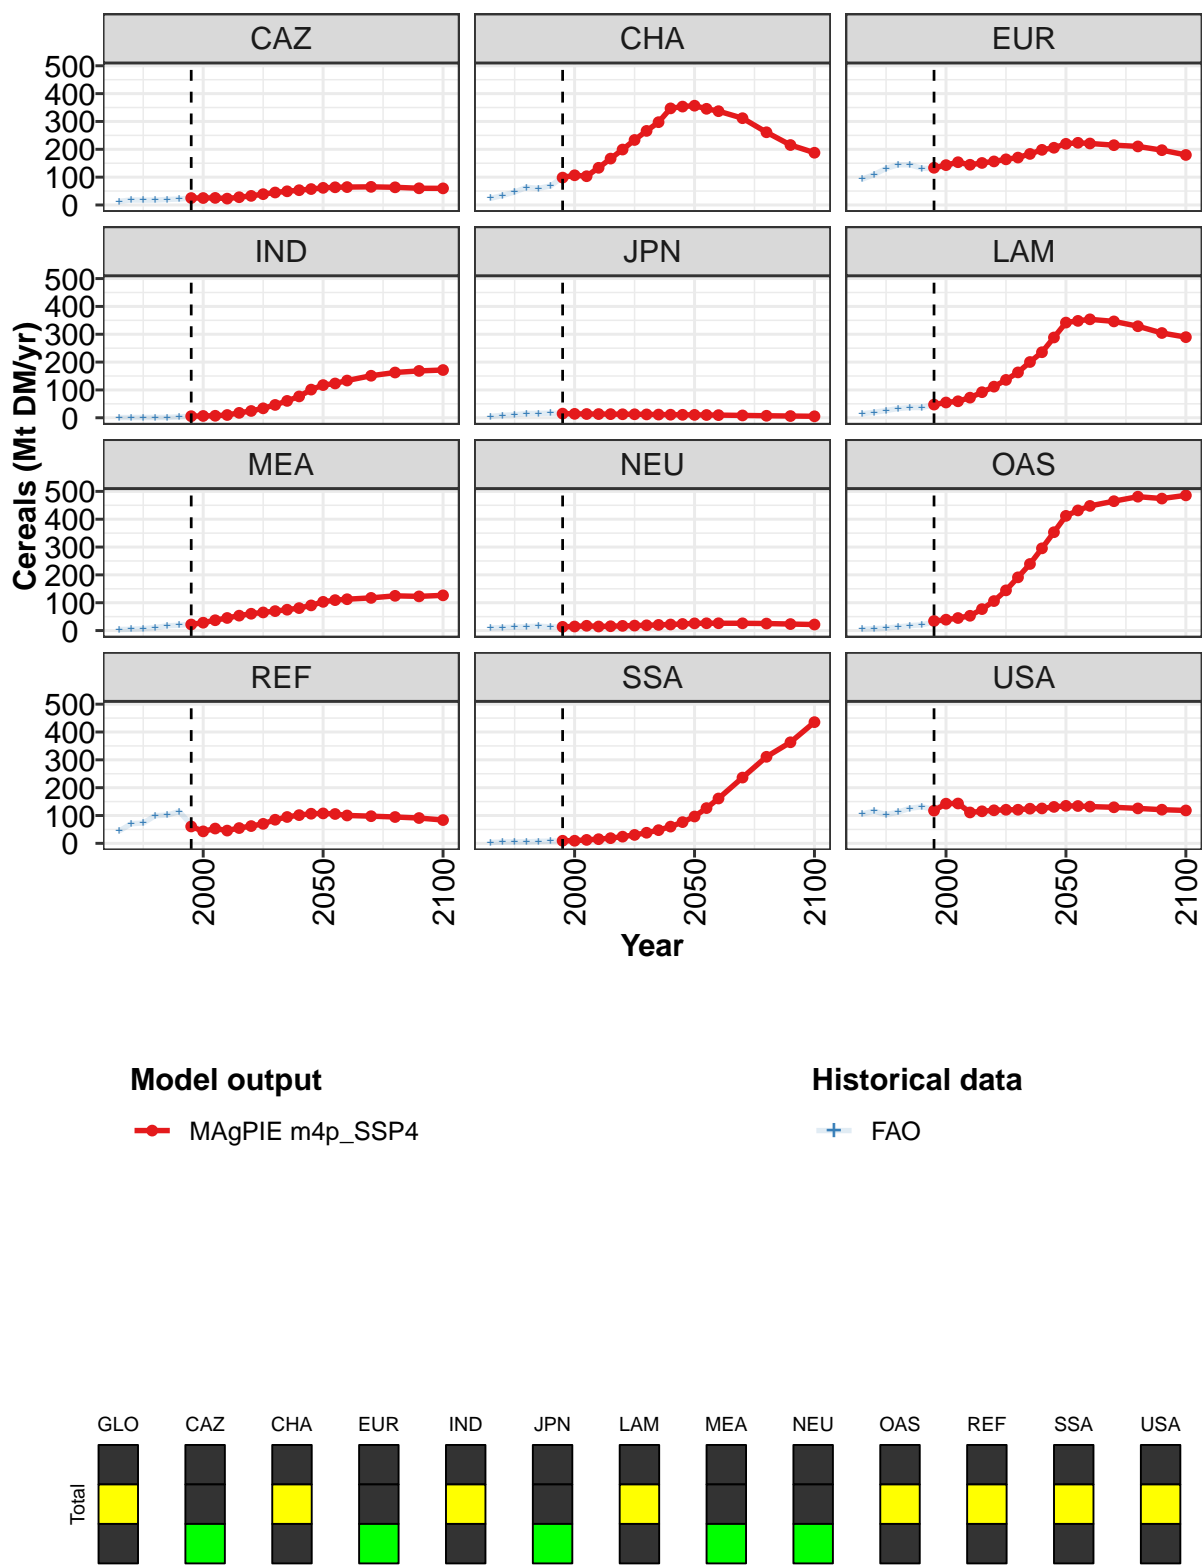 CAZ CHA EUR
500
400
300
200
100
0
IND JPN LAM
500
400
300
200
100
0
MEA NEU OAS
500
400
300
200
100
0
REF SSA USA
500
400
300
200
100
0
Cereals (Mt DM/yr)
2000 2050 2100 2000 2050 2100 2000 2050 2100
Year
Model output Historical data
MAgPIE m4p_SSP4 FAO
GLO CAZ CHA EUR IND JPN LAM MEA NEU OAS REF SSA USA
Total